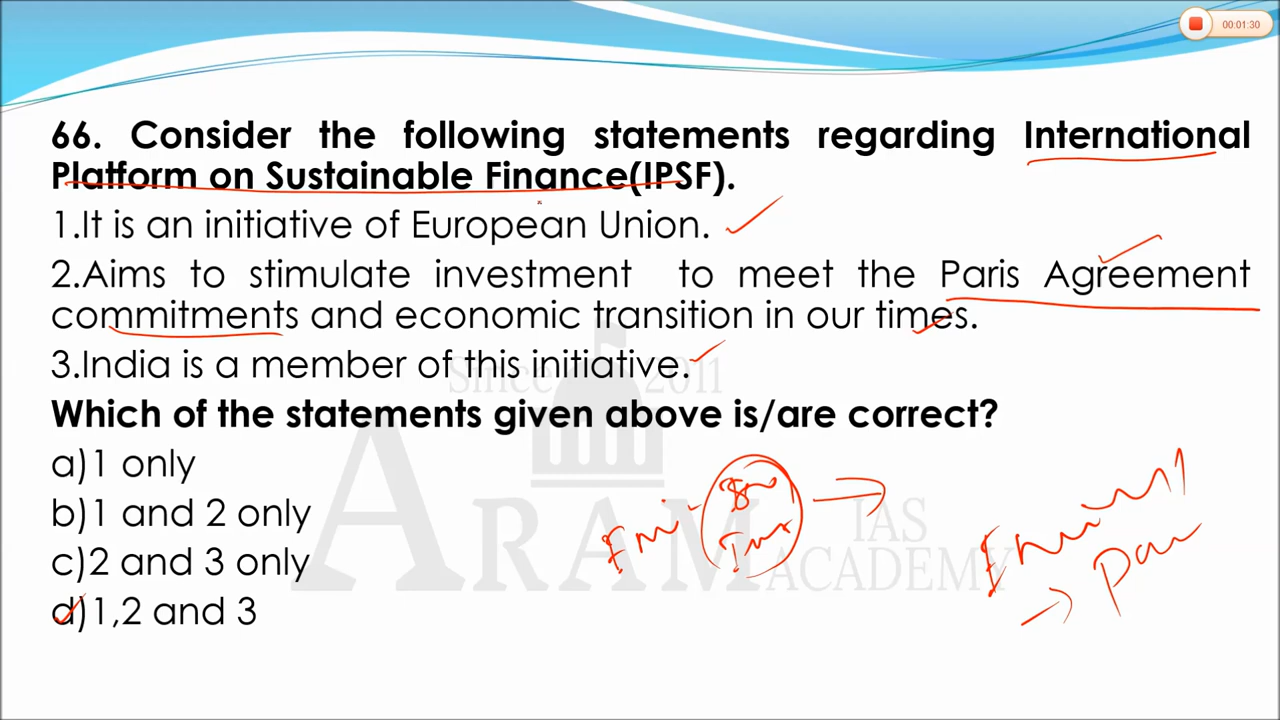 00:01:30
66. Consider the following statements regarding International
Platform on Sustainable Finance(IPSF).
1.It is an initiative of European Union.
2.Aims to stimulate investment to meet the Paris Agreement
commitments and economic transition in our times.
3.India is a member of this initiative.
Since 2011
Which of the statements given above is/are correct?
a)1 only
b)1 and 2 only
c)2 and 3 only
d)1,2 and 3
ARAM IAS
ACADEMY